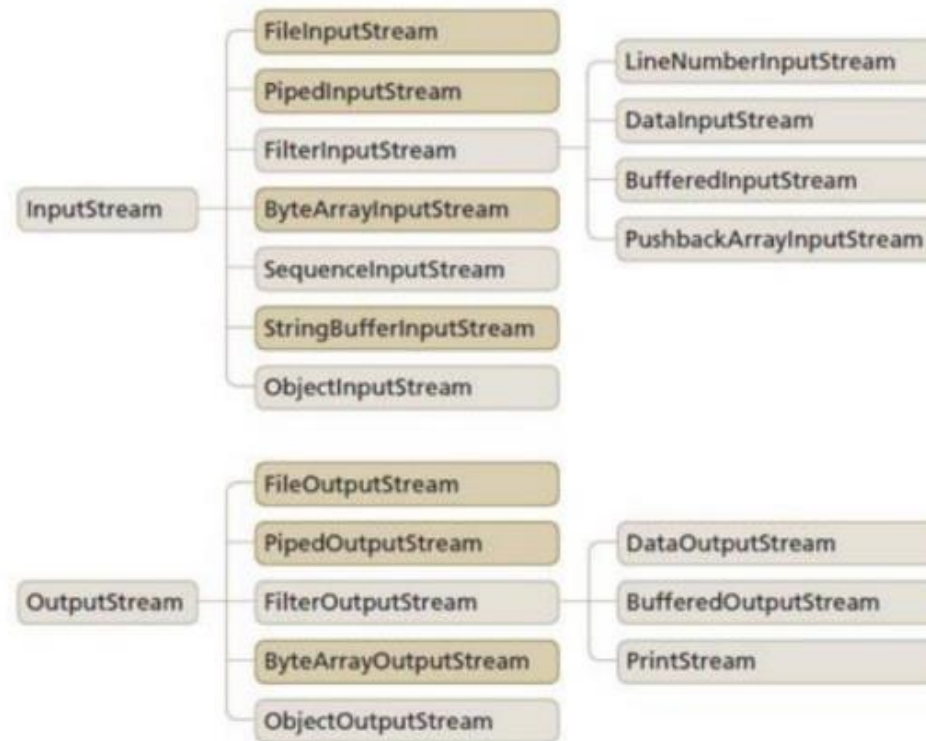 FileInputStream
PipedInputStream
FilterInputStream
InputStream
ByteArrayInputStream
SequenceInputStream
StringBufferInputStream
ObjectInputStream
LineNumberInputStream
DataInputStream
BufferedInputStream
PushbackArrayInputStream
FileOutputStream
PipedOutputStream
OutputStream
FilterOutputStream
ByteArrayOutputStream
ObjectOutputStream
DataOutputStream
BufferedOutputStream
PrintStream